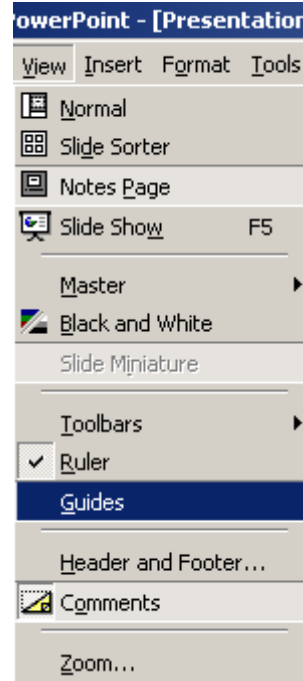 PowerPoint - [Presentation
View Insert Format Tools
Normal
Slide Sorter
Notes Page
Slide Show F5
Master
Black and White
Slide Miniature
Toolbars
Ruler
Guides
Header and Footer...
Comments
Zoom...